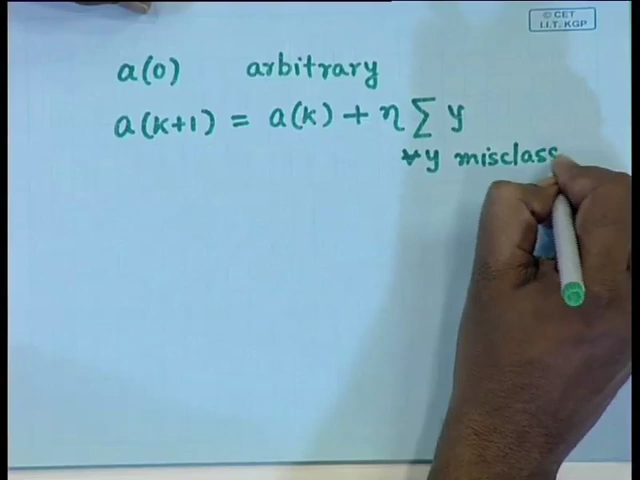 © CET
I.I.T. KGP
a(0) arbitrary
a(k+1) = a(k) + η Σ y
∀y misclass